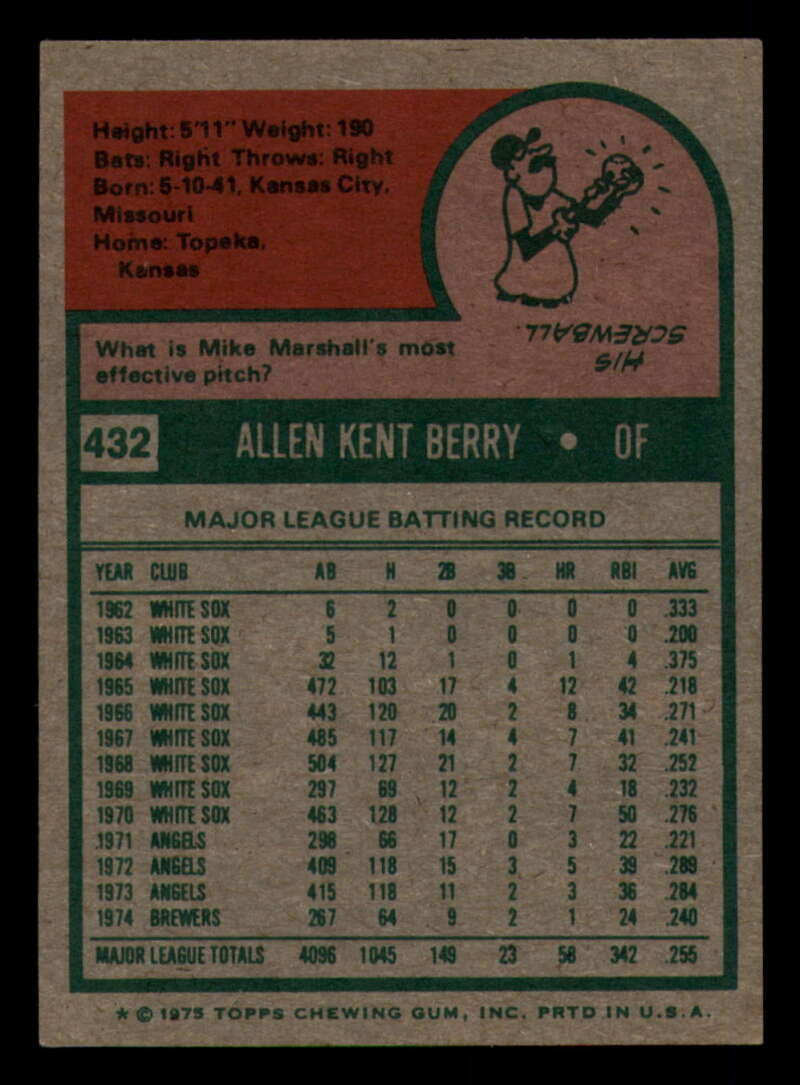 Height: 5'11" Weight: 190
Bats: Right Throws: Right
Born: 5-10-41, Kansas City,
Missouri
Home: Topeka,
Kansas
What is Mike Marshall's most
effective pitch?
HIS
SCREWBALL.
432 ALLEN KENT BERRY • OF
MAJOR LEAGUE BATTING RECORD
YEAR CLUB AB H 2B 3B HR RBI AVG
1962 WHITE SOX 6 2 0 0 0 0 .333
1963 WHITE SOX 5 1 0 0 0 0 .200
1964 WHITE SOX 32 12 1 0 1 4 .375
1965 WHITE SOX 472 103 17 4 12 42 .218
1966 WHITE SOX 443 120 20 2 8 34 .271
1967 WHITE SOX 485 117 14 4 7 41 .241
1968 WHITE SOX 504 127 21 2 7 32 .252
1969 WHITE SOX 297 69 12 2 4 18 .232
1970 WHITE SOX 463 128 12 2 7 50 .276
1971 ANGELS 298 66 17 0 3 22 .221
1972 ANGELS 409 118 15 3 5 39 .289
1973 ANGELS 415 118 11 2 3 36 .284
1974 BREWERS 267 64 9 2 1 24 .240
MAJOR LEAGUE TOTALS 4096 1045 149 23 58 342 .255
* © 1975 TOPPS CHEWING GUM, INC. PRTD IN U.S.A.